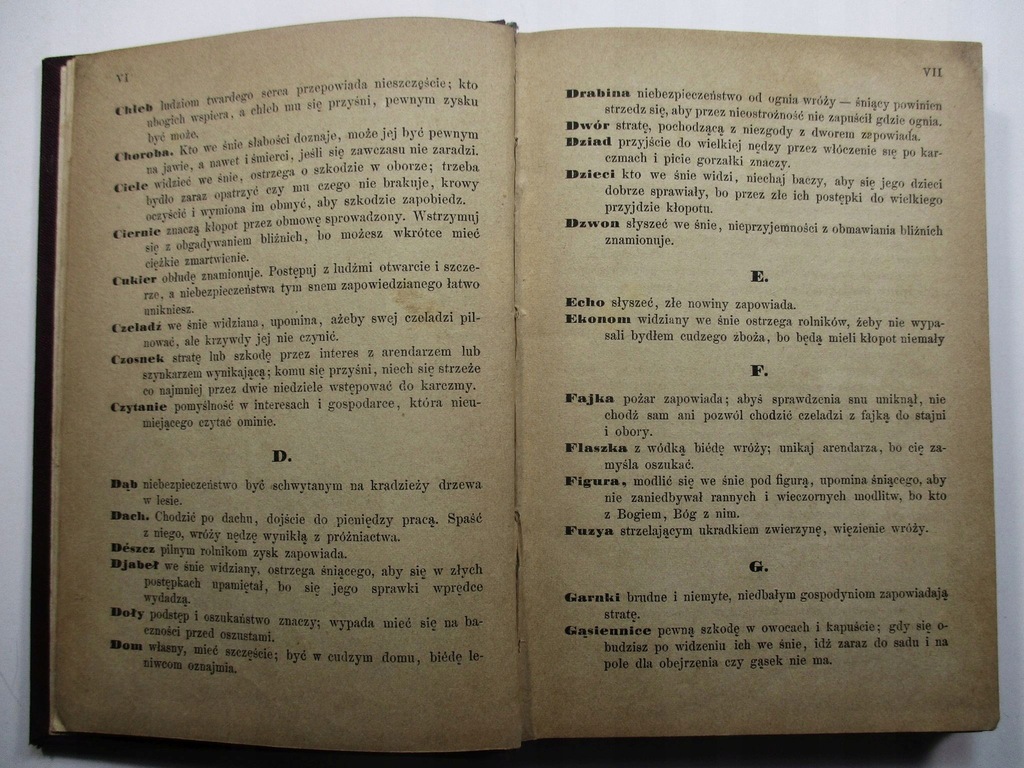 VI
Chleb ludziom twardego serca przepowiada nieszczęście; kto
ubogich wspiera, a chleb mu się przyśni, pewnym zysku
być może.
Choroba. Kto we śnie słabości doznaje, może jej być pewnym
na jawie, a nawet i śmierci, jeśli się zawczasu nie zaradzi.
Cielę widzieć we śnie, ostrzega o szkodzie w oborze; trzeba
bydło zaraz opatrzyć czy mu czego nie brakuje, krowy
oczyścić i wymiona im obmyć, aby szkodzie zapobiedz.
Ciernie znaczą kłopot przez obmowę sprowadzony. Wstrzymuj
się z obgadywaniem bliźnich, bo możesz wkrótce mieć
ciężkie zmartwienie.
Cukier obłudę znamionuje. Postępuj z ludźmi otwarcie i szcze-
rze, a niebezpieczeństwa tym snem zapowiedzianego łatwo
unikniesz.
Czeladź we śnie widziana, upomina, ażeby swej czeladzi pil-
nować, ale krzywdy jej nie czynić.
Czosnek stratę lub szkodę przez interes z arendarzem lub
szynkarzem wynikającą; komu się przyśni, niech się strzeże
co najmniej przez dwie niedziele wstępować do karczmy.
Czytanie pomyślność w interesach i gospodarce, która nieu-
miejącego czytać ominie.
D.
Dąb niebezpieczeństwo być schwytanym na kradzieży drzewa
w lesie.
Dach. Chodzić po dachu, dojście do pieniędzy pracą. Spaść
z niego, wróży nędzę wynikłą z próżniactwa.
Dészcz pilnym rolnikom zysk zapowiada.
Djabeł we śnie widziany, ostrzega śniącego, aby się w złych
postępkach upamiętał, bo się jego sprawki wprędce
wydadzą.
Doły podstęp i oszukaństwo znaczy; wypada mieć się na ba-
czności przed oszustami.
Dom własny, mieć szczęście; być w cudzym domu, biédę le-
niwcom oznajmia.
VII
Drabina niebezpieczeństwo od ognia wróży — śniący powinien
strzedz się, aby przez nieostrożność nie zapuścił gdzie ognia.
Dwór stratę, pochodzącą z niezgody z dworem zapowiada.
Dziad przyjście do wielkiej nędzy przez włóczenie się po kar-
czmach i picie gorzałki znaczy.
Dzieci kto we śnie widzi, niechaj baczy, aby się jego dzieci
dobrze sprawiały, bo przez złe ich postępki do wielkiego
przyjdzie kłopotu.
Dzwon słyszeć we śnie, nieprzyjemności z obmawiania bliźnich
znamionuje.
E.
Echo słyszeć, złe nowiny zapowiada.
Ekonom widziany we śnie ostrzega rolników, żeby nie wypa-
sali bydłem cudzego zboża, bo będą mieli kłopot niemały
F.
Fajka pożar zapowiada; abyś sprawdzenia snu uniknął, nie
chodź sam ani pozwól chodzić czeladzi z fajką do stajni
i obory.
Flaszka z wódką biédę wróży; unikaj arendarza, bo cię za-
myśla oszukać.
Figura, modlić się we śnie pod figurą, upomina śniącego, aby
nie zaniedbywał rannych i wieczornych modlitw, bo kto
z Bogiem, Bóg z nim.
Fuzya strzelającym ukradkiem zwierzynę, więzienie wróży.
G.
Garnki brudne i niemyte, niedbałym gospodyniom zapowiadają
stratę.
Gąsiennice pewną szkodę w owocach i kapuście; gdy się o-
budzisz po widzeniu ich we śnie, idź zaraz do sadu i na
pole dla obejrzenia czy gąsek nie ma.